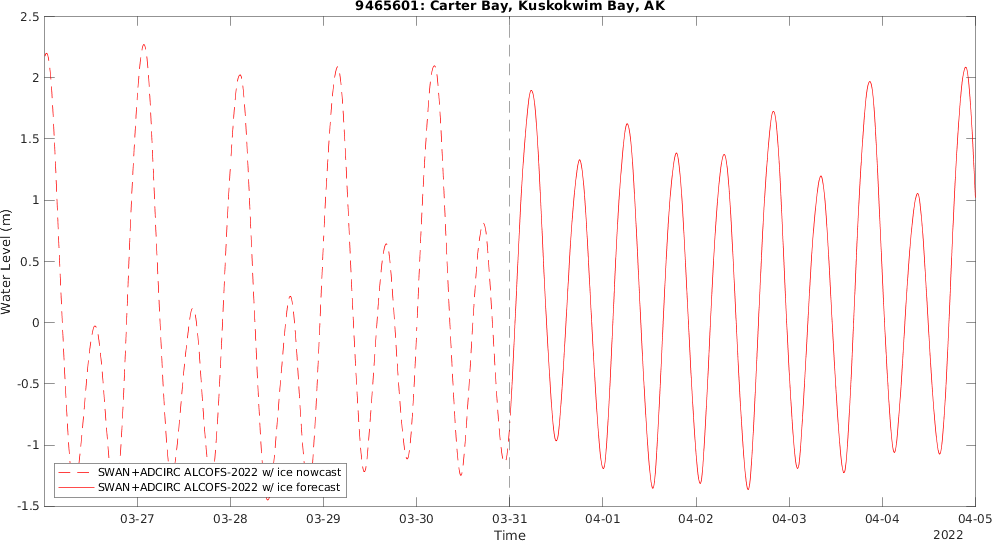 9465601: Carter Bay, Kuskokwim Bay, AK
2.5
2
1.5
1
0.5
0
-0.5
-1
-1.5
Water Level (m)
SWAN+ADCIRC ALCOFS-2022 w/ ice nowcast
SWAN+ADCIRC ALCOFS-2022 w/ ice forecast
03-27 03-28 03-29 03-30 03-31 04-01 04-02 04-03 04-04 04-05
Time
2022